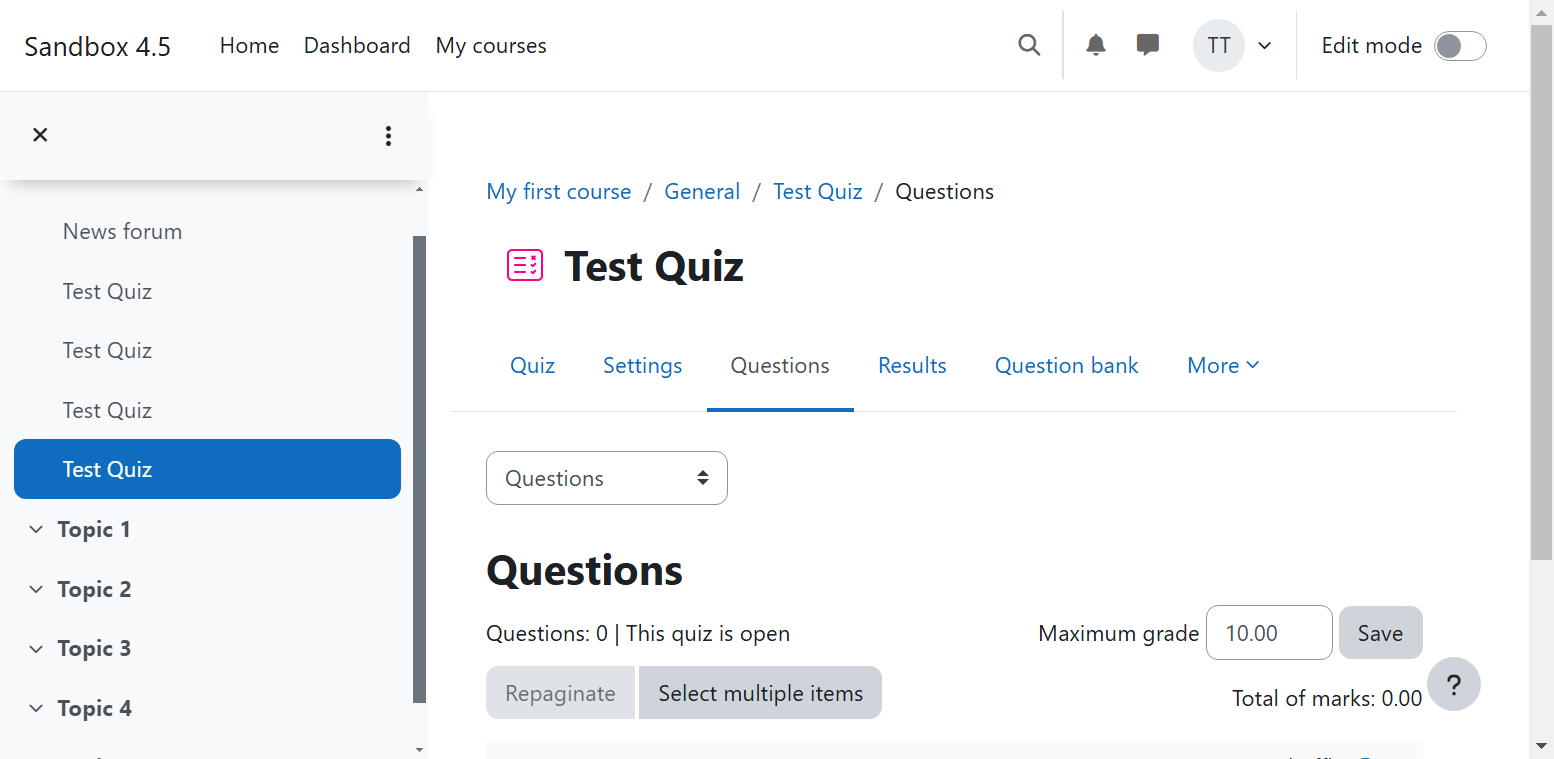 Sandbox 4.5 Home Dashboard My courses TT Edit mode
News forum
Test Quiz
Test Quiz
Test Quiz
Test Quiz
Topic 1
Topic 2
Topic 3
Topic 4
My first course / General / Test Quiz / Questions
Test Quiz
Quiz Settings Questions Results Question bank More
Questions
Questions
Questions: 0 | This quiz is open
Maximum grade 10.00 Save
Repaginate Select multiple items
Total of marks: 0.00
?